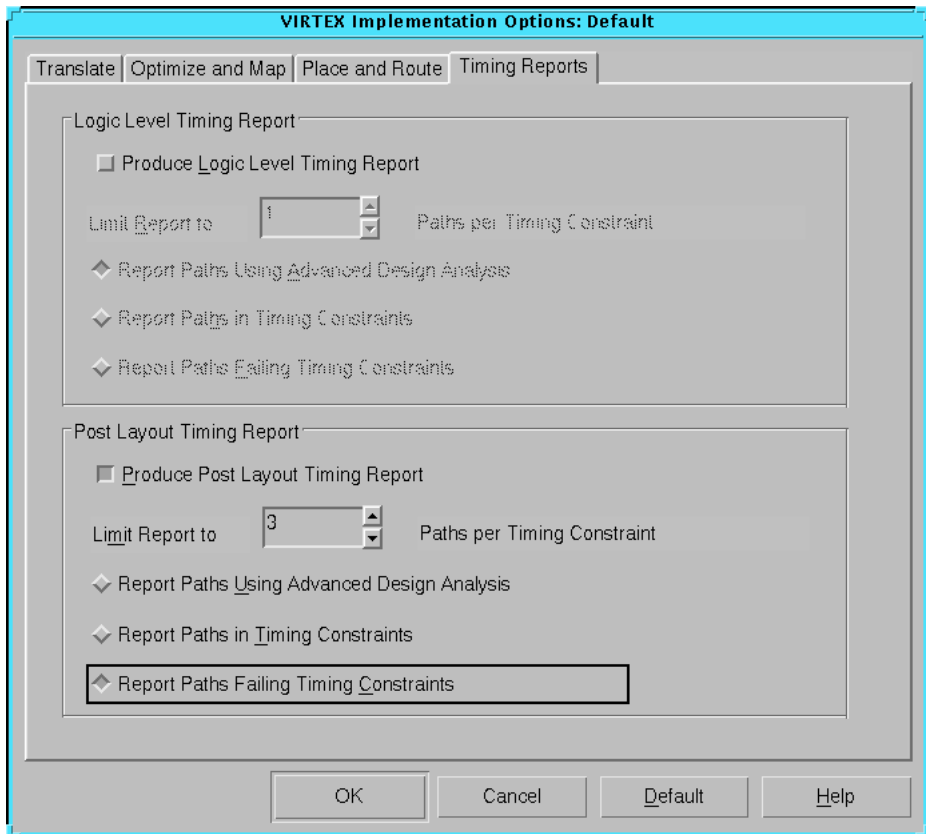 VIRTEX Implementation Options: Default
Translate Optimize and Map Place and Route Timing Reports
Logic Level Timing Report
Produce Logic Level Timing Report
Limit Report to 1 Paths per Timing Constraint
Report Paths Using Advanced Design Analysis
Report Paths in Timing Constraints
Report Paths Failing Timing Constraints
Post Layout Timing Report
Produce Post Layout Timing Report
Limit Report to 3 Paths per Timing Constraint
Report Paths Using Advanced Design Analysis
Report Paths in Timing Constraints
Report Paths Failing Timing Constraints
OK Cancel Default Help